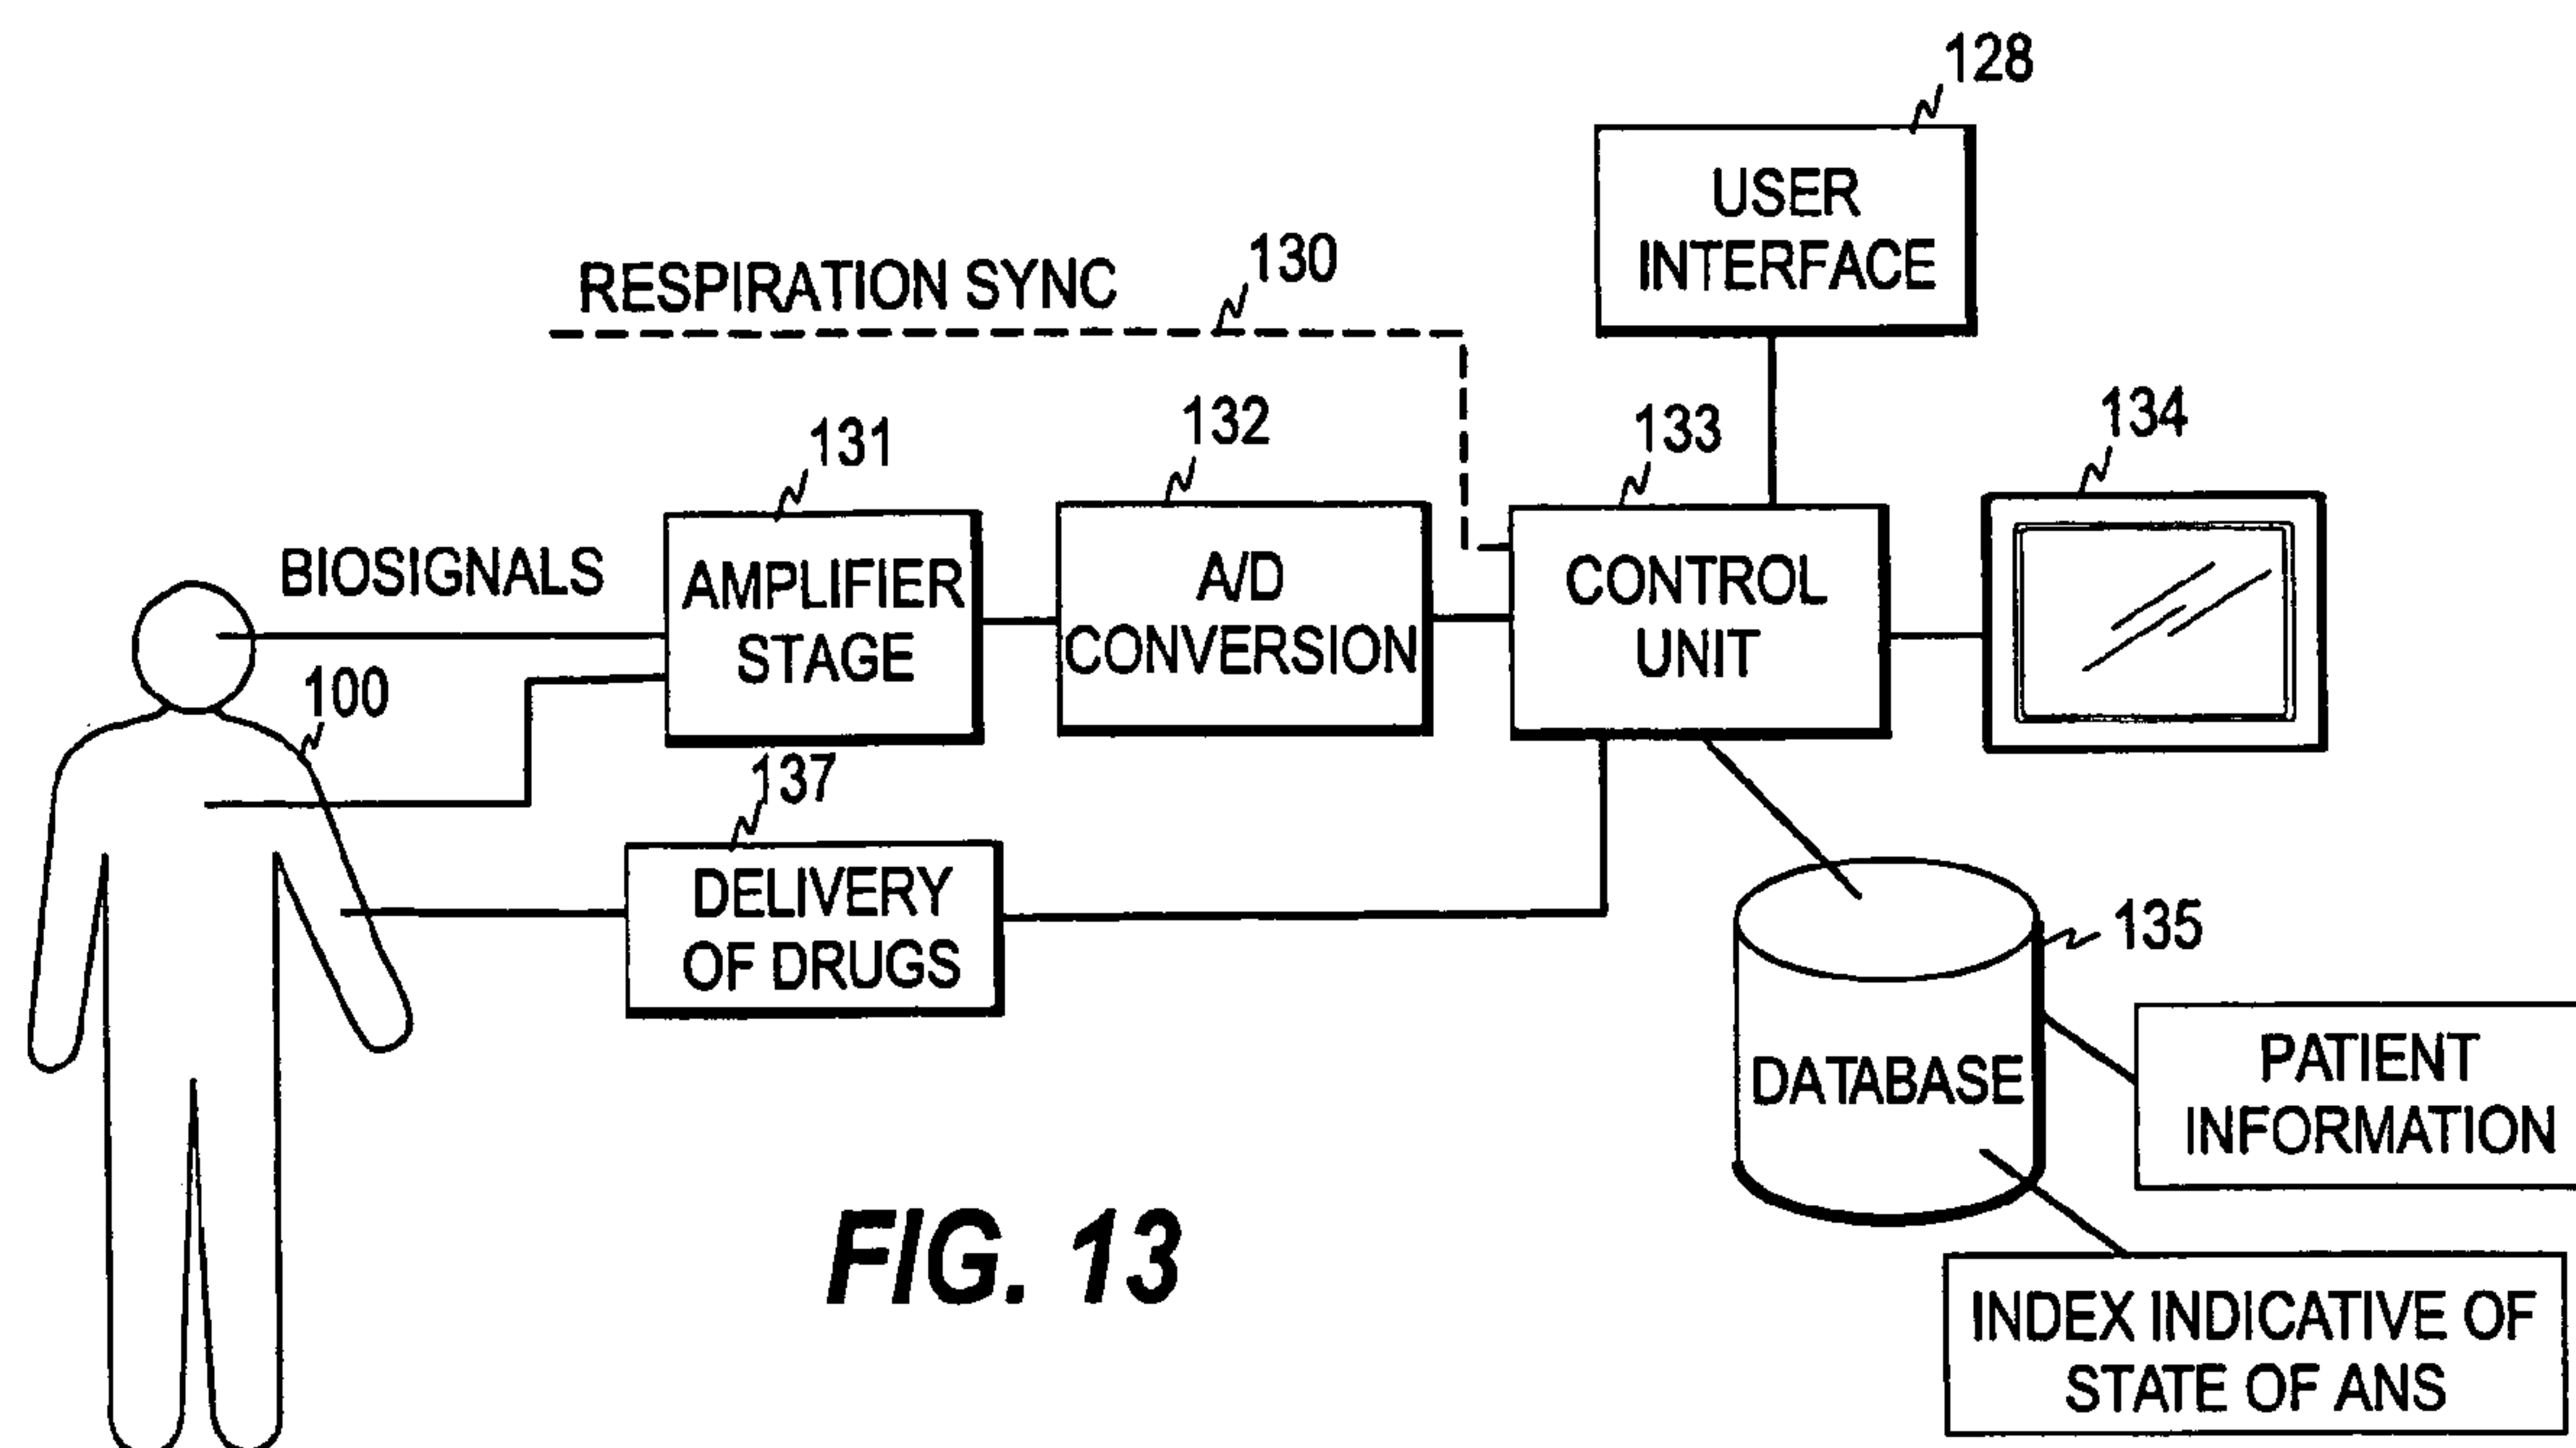 128
USER
INTERFACE
RESPIRATION SYNC
130
131
132
133
134
BIOSIGNALS
AMPLIFIER
STAGE
A/D
CONVERSION
CONTROL
UNIT
100
137
DELIVERY
OF DRUGS
135
DATABASE
PATIENT
INFORMATION
INDEX INDICATIVE OF
STATE OF ANS
FIG. 13